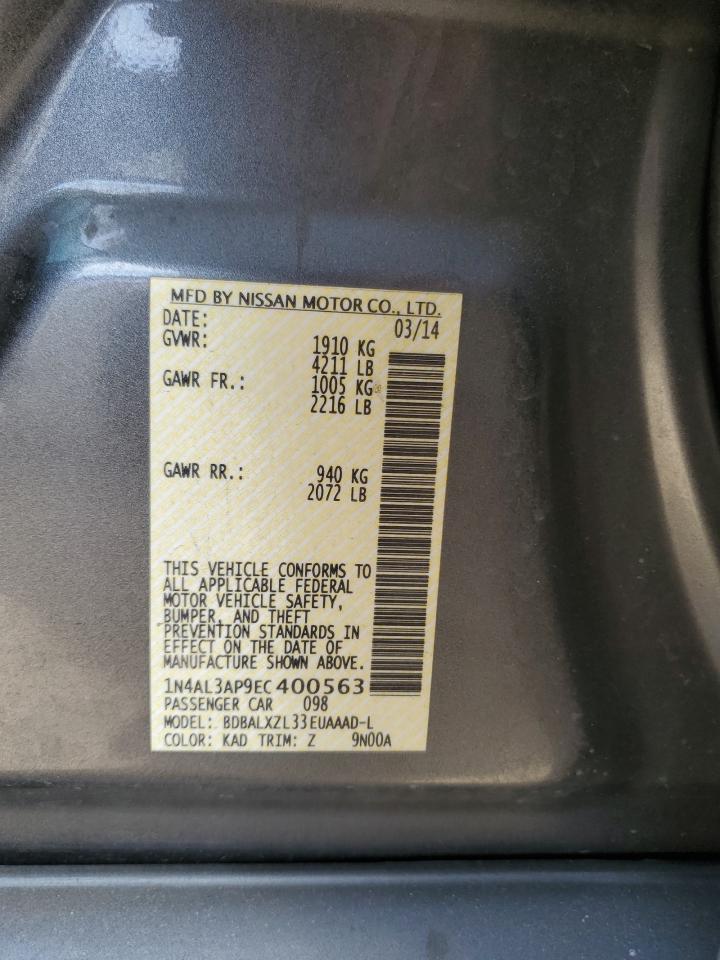 MFD BY NISSAN MOTOR CO., LTD.
DATE: 03/14
GVWR: 1910 KG
4211 LB
GAWR FR.: 1005 KG
2216 LB
GAWR RR.: 940 KG
2072 LB
THIS VEHICLE CONFORMS TO
ALL APPLICABLE FEDERAL
MOTOR VEHICLE SAFETY,
BUMPER, AND THEFT
PREVENTION STANDARDS IN
EFFECT ON THE DATE OF
MANUFACTURE SHOWN ABOVE.
1N4AL3AP9EC400563
PASSENGER CAR 098
MODEL: BDBALXZL33EUAAAD-L
COLOR: KAD TRIM: Z 9N00A